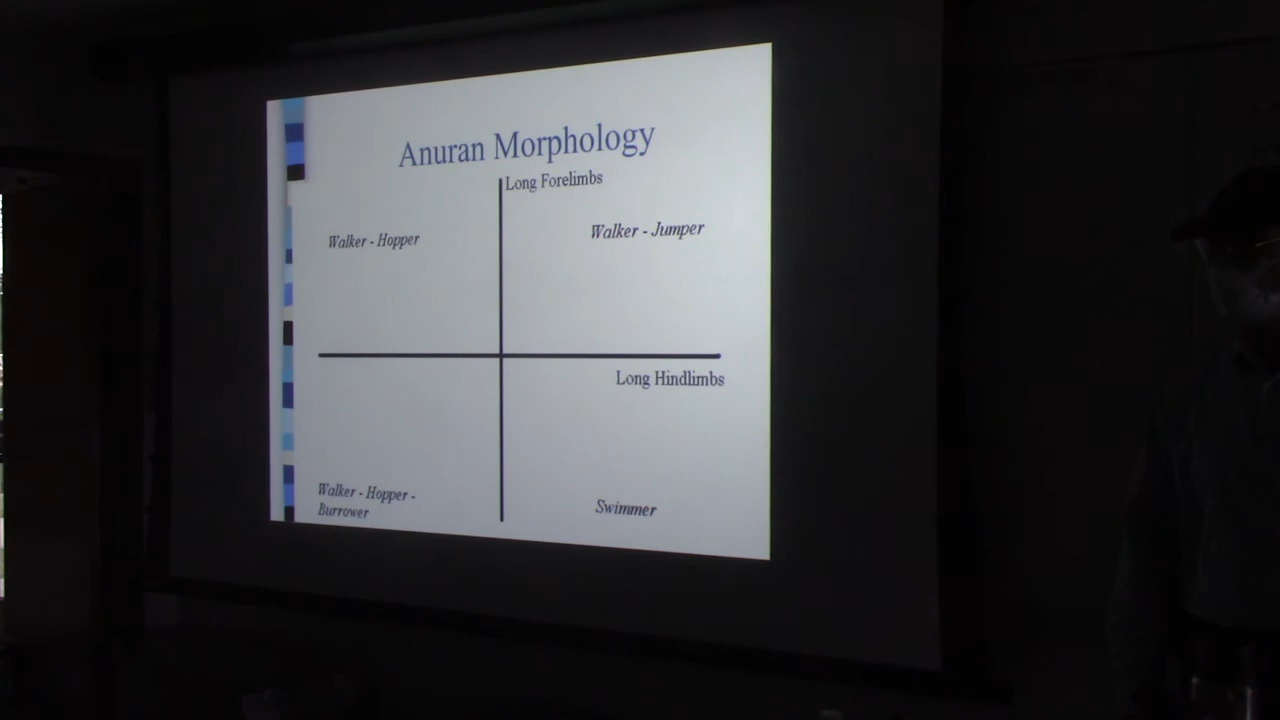 Anuran Morphology
Long Forelimbs
Walker - Hopper
Walker - Jumper
Long Hindlimbs
Walker - Hopper -
Burrower
Swimmer